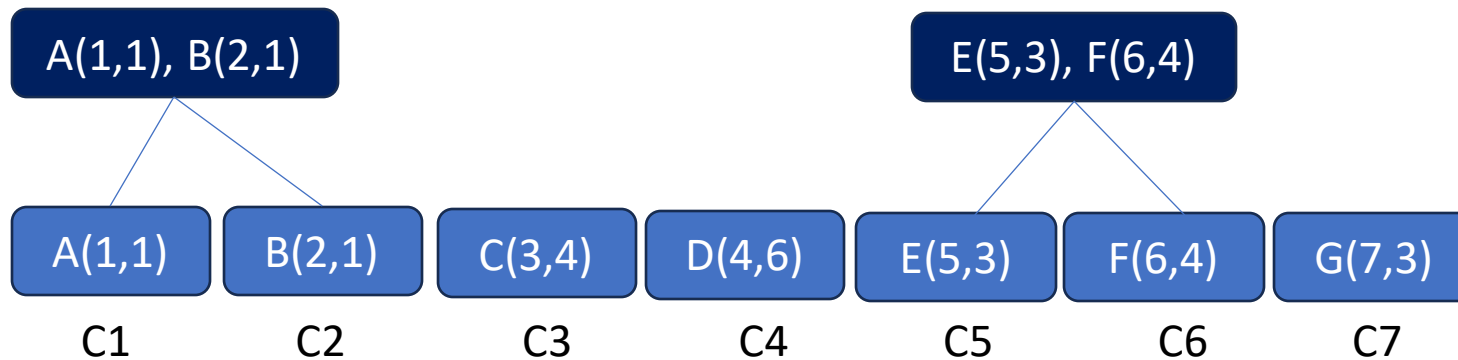 A(1,1), B(2,1)
E(5,3), F(6,4)
A(1,1)
B(2,1)
C(3,4)
D(4,6)
E(5,3)
F(6,4)
G(7,3)
C1
C2
C3
C4
C5
C6
C7